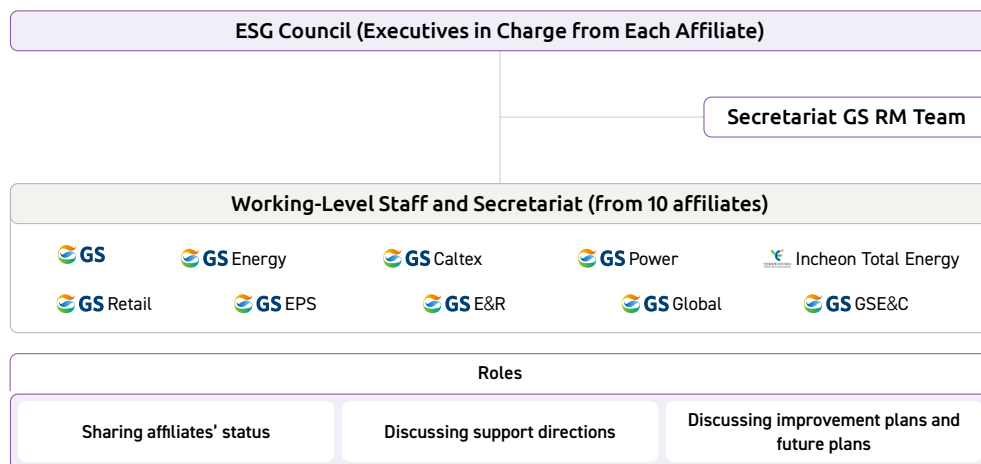 ESG Council (Executives in Charge from Each Affiliate)
Secretariat GS RM Team
Working-Level Staff and Secretariat (from 10 affiliates)
GS
GS Energy
GS Caltex
GS Power
Incheon Total Energy
GS Retail
GS EPS
GS E&R
GS Global
GS GSE&C
Roles
Sharing affiliates’ status
Discussing support directions
Discussing improvement plans and
future plans